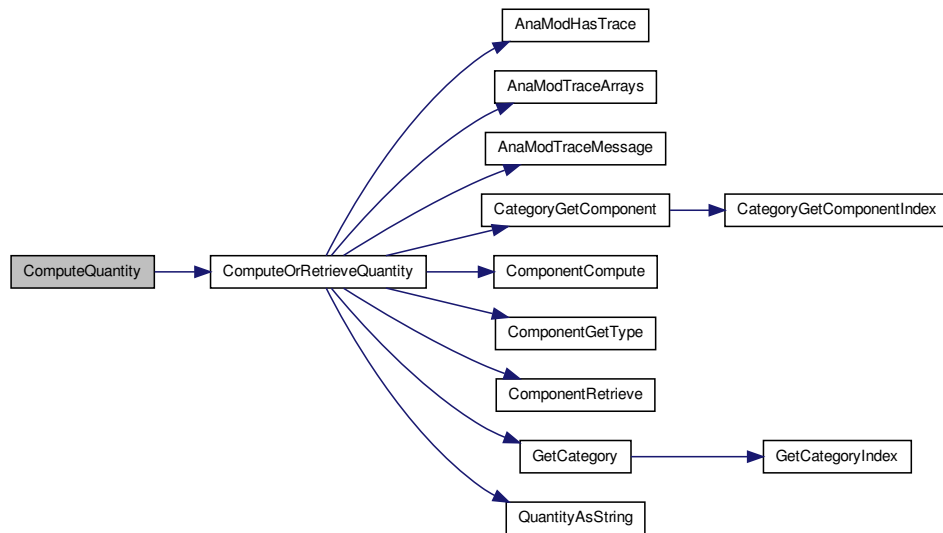 AnaModHasTrace
AnaModTraceArrays
AnaModTraceMessage
CategoryGetComponent
CategoryGetComponentIndex
ComputeQuantity
ComputeOrRetrieveQuantity
ComponentCompute
ComponentGetType
ComponentRetrieve
GetCategory
GetCategoryIndex
QuantityAsString